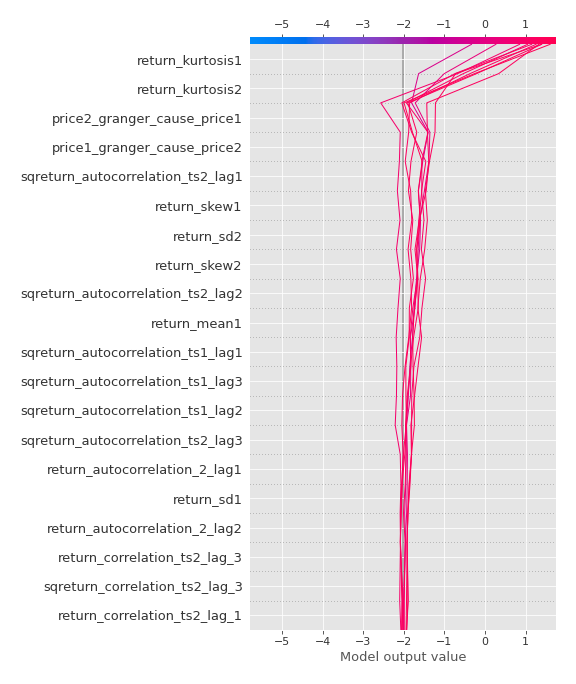 −5 −4 −3 −2 −1 0 1
return_kurtosis1
return_kurtosis2
price2_granger_cause_price1
price1_granger_cause_price2
sqreturn_autocorrelation_ts2_lag1
return_skew1
return_sd2
return_skew2
sqreturn_autocorrelation_ts2_lag2
return_mean1
sqreturn_autocorrelation_ts1_lag1
sqreturn_autocorrelation_ts1_lag3
sqreturn_autocorrelation_ts1_lag2
sqreturn_autocorrelation_ts2_lag3
return_autocorrelation_2_lag1
return_sd1
return_autocorrelation_2_lag2
return_correlation_ts2_lag_3
sqreturn_correlation_ts2_lag_3
return_correlation_ts2_lag_1
−5 −4 −3 −2 −1 0 1
Model output value